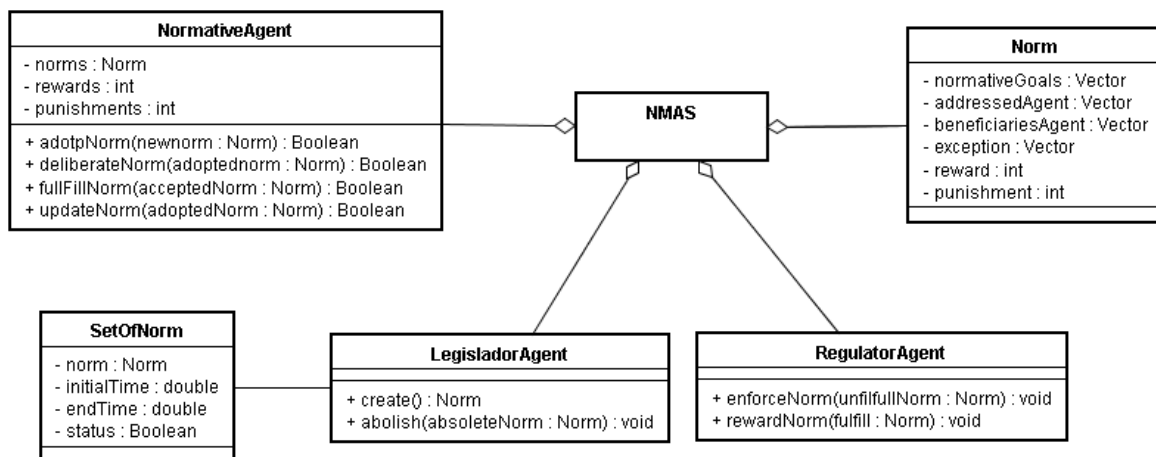 NormativeAgent
- norms : Norm
- rewards : int
- punishments : int
+ adotpNorm(newnorm : Norm) : Boolean
+ deliberateNorm(adoptednorm : Norm) : Boolean
+ fullFillNorm(acceptedNorm : Norm) : Boolean
+ updateNorm(adoptedNorm : Norm) : Boolean
NMAS
Norm
- normativeGoals : Vector
- addressedAgent : Vector
- beneficiariesAgent : Vector
- exception : Vector
- reward : int
- punishment : int
SetOfNorm
- norm : Norm
- initialTime : double
- endTime : double
- status : Boolean
LegisladorAgent
+ create() : Norm
+ abolish(absoleteNorm : Norm) : void
RegulatorAgent
+ enforceNorm(unfilfullNorm : Norm) : void
+ rewardNorm(fulfill : Norm) : void